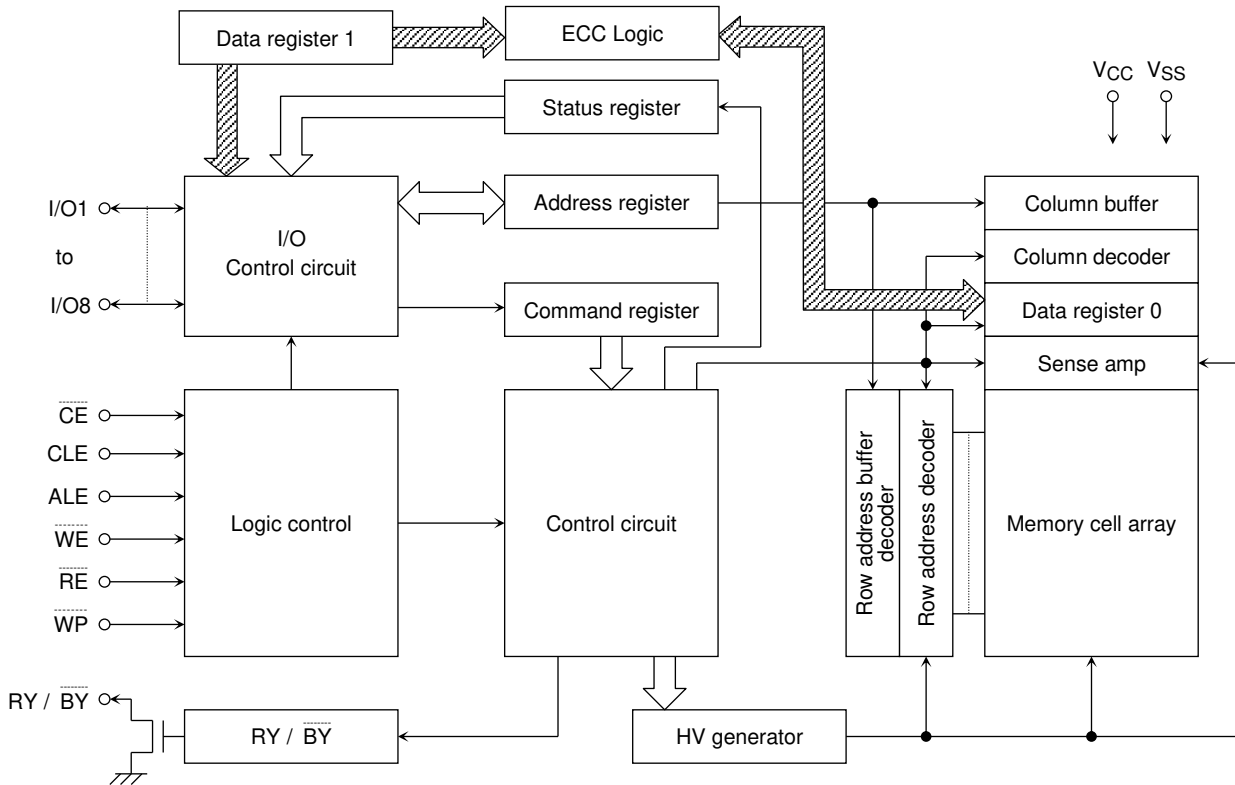 Data register 1
ECC Logic
Status register
VCC
VSS
I/O1
to
I/O8
I/O
Control circuit
Address register
Column buffer
Column decoder
Command register
Data register 0
Sense amp
CE
CLE
ALE
WE
RE
WP
Logic control
Control circuit
Row address buffer
decoder
Row address decoder
Memory cell array
RY / BY
RY / BY
HV generator